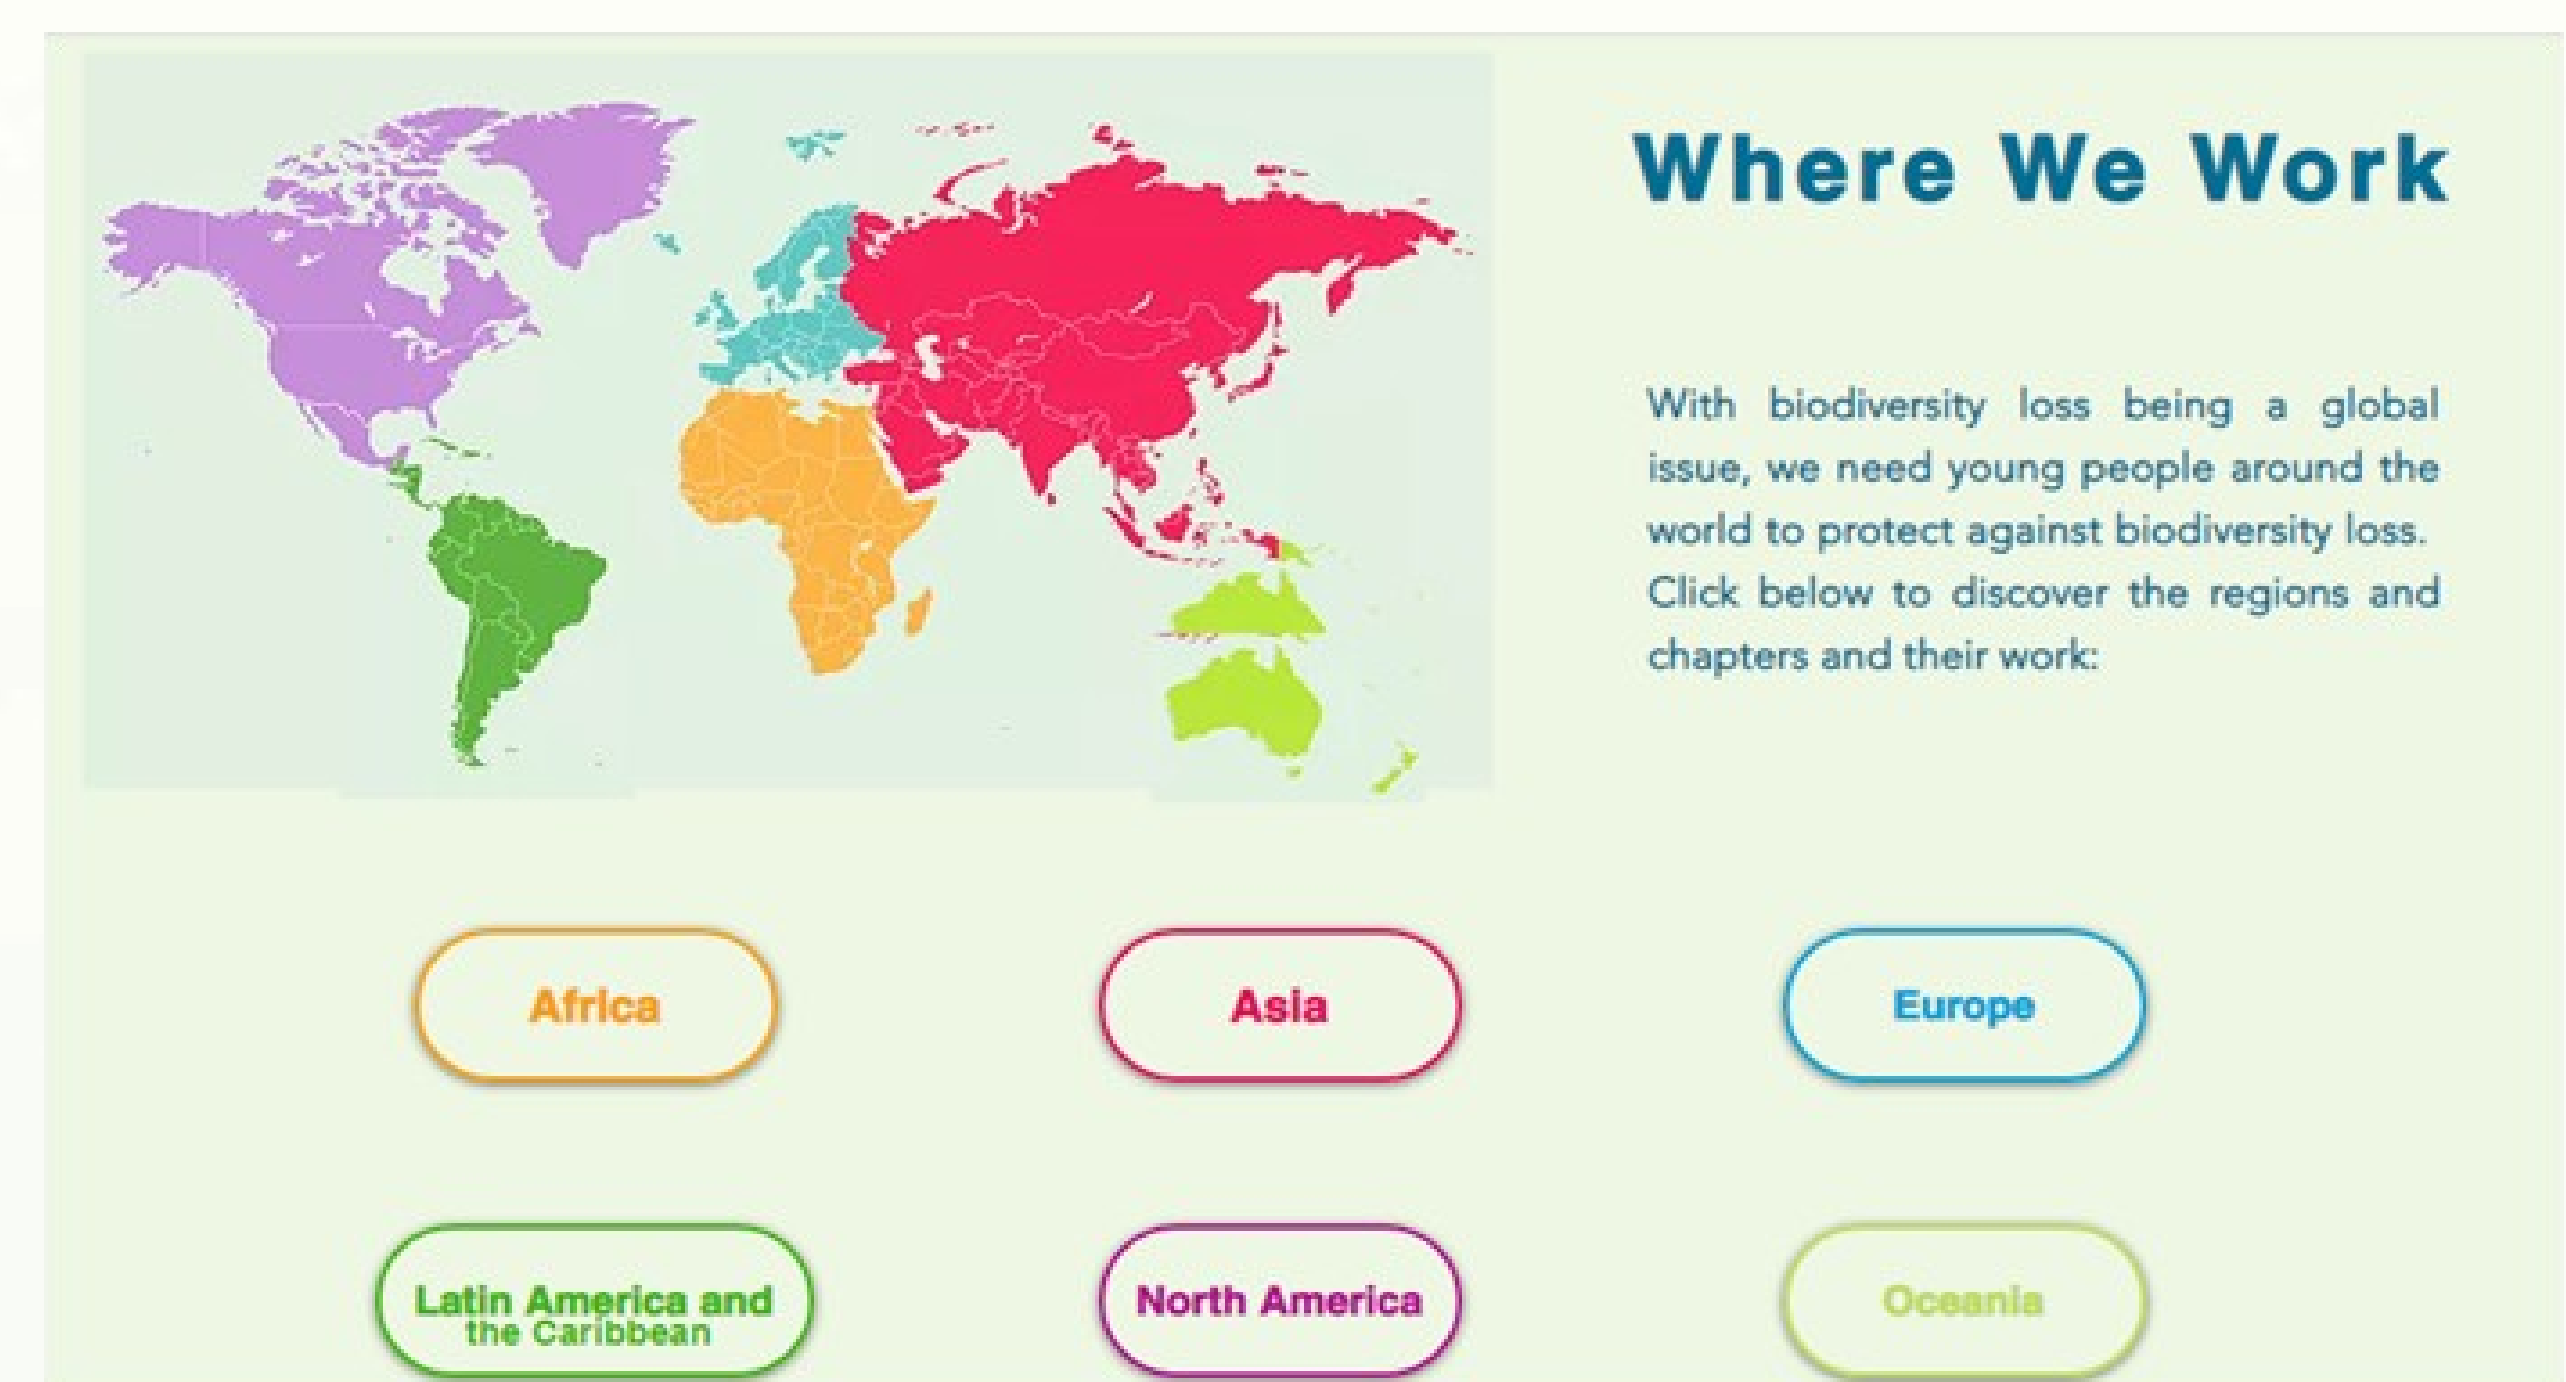 Where We Work
With biodiversity loss being a global
issue, we need young people around the
world to protect against biodiversity loss.
Click below to discover the regions and
chapters and their work:
Africa
Asia
Europe
Latin America and
the Caribbean
North America
Oceania